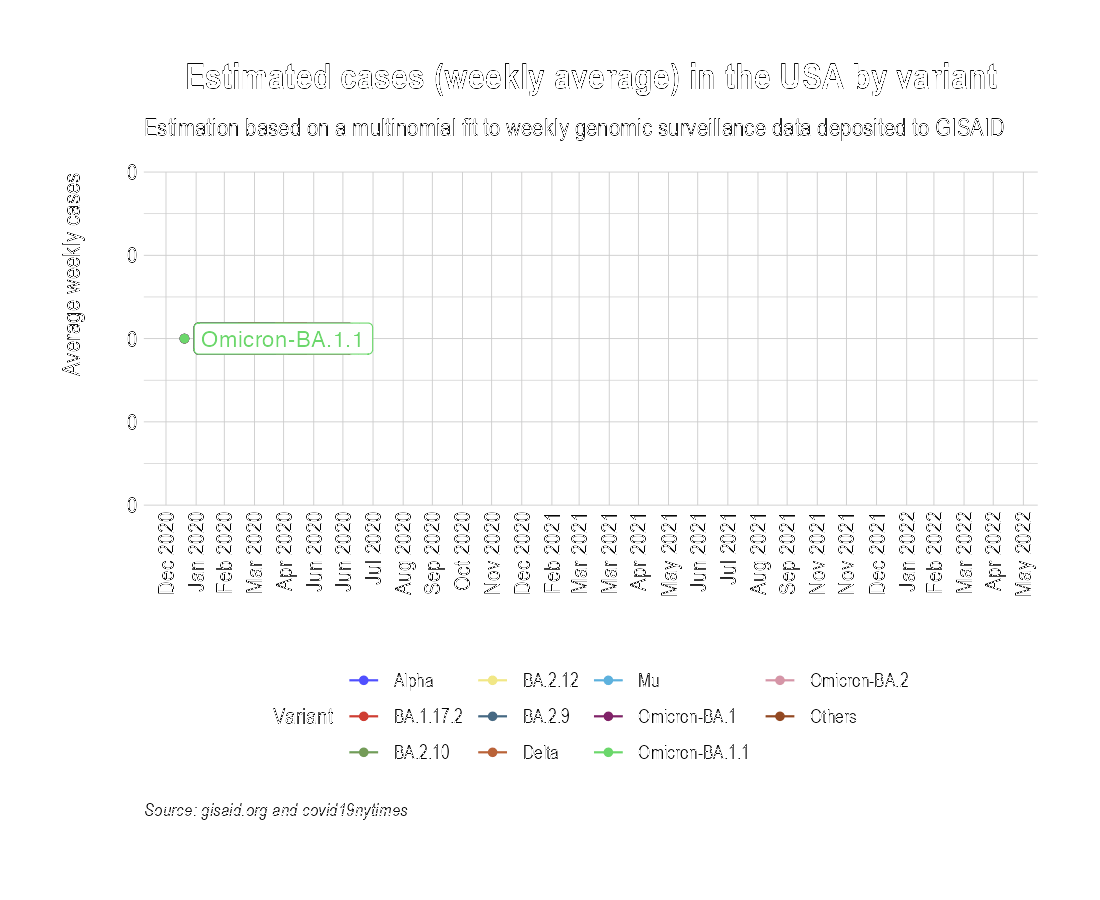 Estimated cases (weekly average) in the USA by variant
Estimation based on a multinomial fit to weekly genomic surveillance data deposited to GISAID
Average weekly cases
0
0
0
0
0
Omicron-BA.1.1
Dec 2020
Jan 2020
Feb 2020
Mar 2020
Apr 2020
Jun 2020
Jun 2020
Jul 2020
Aug 2020
Sep 2020
Oct 2020
Nov 2020
Dec 2020
Feb 2021
Mar 2021
Mar 2021
Apr 2021
May 2021
Jun 2021
Jul 2021
Aug 2021
Sep 2021
Nov 2021
Nov 2021
Dec 2021
Jan 2022
Feb 2022
Mar 2022
Apr 2022
May 2022
Variant
Alpha
BA.1.17.2
BA.2.10
BA.2.12
BA.2.9
Delta
Mu
Omicron-BA.1
Omicron-BA.1.1
Omicron-BA.2
Others
Source: gisaid.org and covid19nytimes